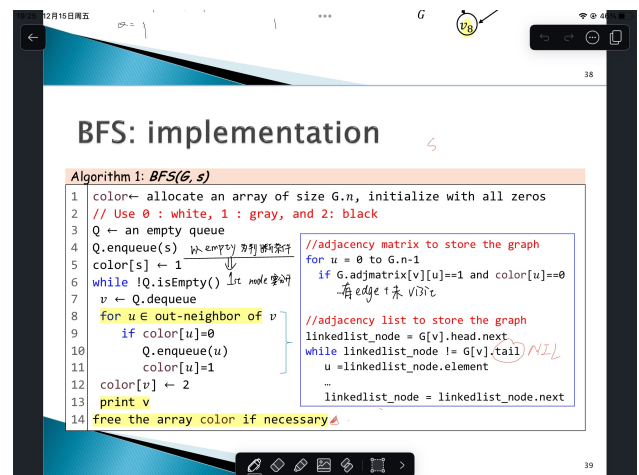 12月15日周五
G
v8
38
BFS: implementation
S
Algorithm 1: BFS(G, s)
1 color← allocate an array of size G.n, initialize with all zeros
2 // Use 0 : white, 1 : gray, and 2: black
3 Q ← an empty queue
4 Q.enqueue(s) empty
5 color[s] ← 1
6 while !Q.isEmpty() 1st node
7 v ← Q.dequeue
8 for u ∈ out-neighbor of v
9 if color[u]=0
10 Q.enqueue(u)
11 color[u]=1
12 color[v] ← 2
13 print v
14 free the array color if necessary
//adjacency matrix to store the graph
for u = 0 to G.n-1
if G.adjmatrix[v][u]==1 and color[u]==0
有edge+未 visit
//adjacency list to store the graph
linkedlist_node = G[v].head.next
while linkedlist_node != G[v].tail NIL
u =linkedlist_node.element
…
linkedlist_node = linkedlist_node.next
39